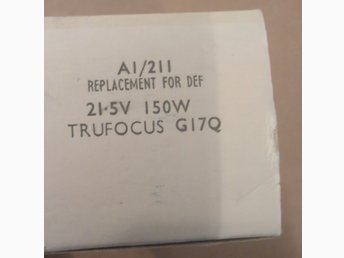 A1/211
REPLACEMENT FOR DEF
21·5V 150W
TRUFOCUS G17Q